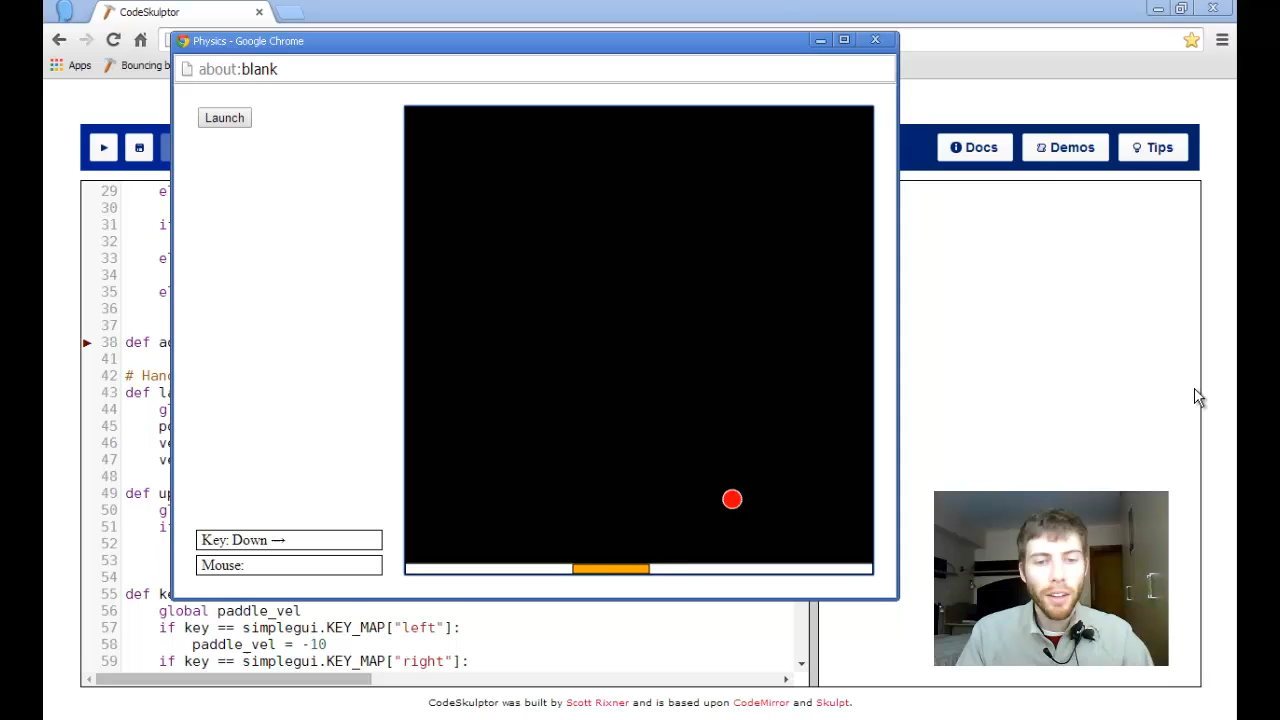 CodeSkulptor
Physics - Google Chrome
about:blank
Apps
Bouncing b
Launch
Docs
Demos
Tips
29 e
30
31 i
32
33 el
34
35 e
36
37
38 def a
41
42 # Han
43 def l
44 g
45 p
46 v
47 v
48
49 def u
50 g
51 i
52
53
54
55 def k
56 global paddle_vel
57 if key == simplegui.KEY_MAP["left"]:
58 paddle_vel = -10
59 if key == simplegui.KEY_MAP["right"]:
Key: Down →
Mouse:
CodeSkulptor was built by Scott Rixner and is based upon CodeMirror and Skulpt.